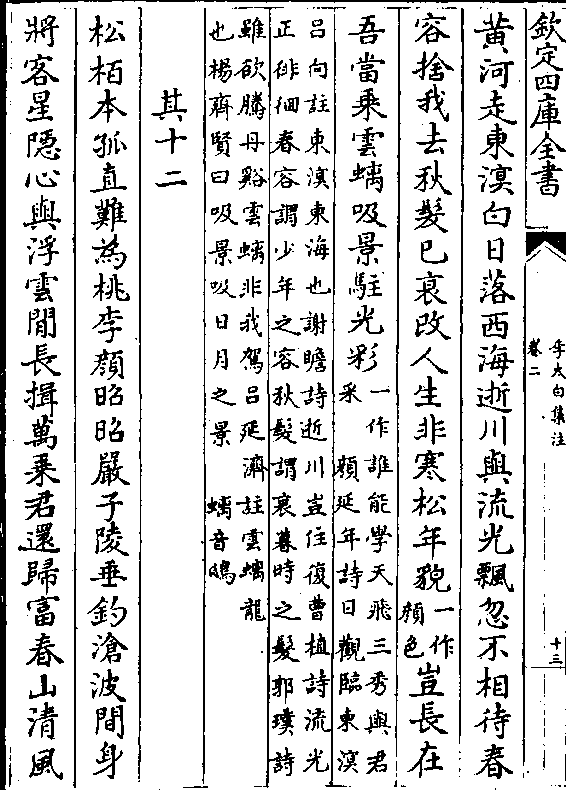 欽定四庫全書
李太白集注
卷二
十三
黄河走東溟白日落西海逝川與流光飄忽不相待春
容捨我去秋髮已衰改人生非寒松年貌一作
顔色豈長在
吾當乘雲螭吸景駐光彩一作誰能學天飛三秀與君
采　顔延年詩日觀臨東溟
吕向註東溟東海也謝瞻詩逝川豈往復曹植詩流光
正徘徊春容謂少年之容秋髮謂衰暮時之髮郭璞詩
雖欲騰丹谿雲螭非我駕吕延濟註雲螭龍
也楊齊賢曰吸景吸日月之景　螭音鴟
其十二
松栢本孤直難為桃李顔昭昭嚴子陵垂釣滄波間身
將客星隠心與浮雲閒長揖萬乗君還歸富春山清風